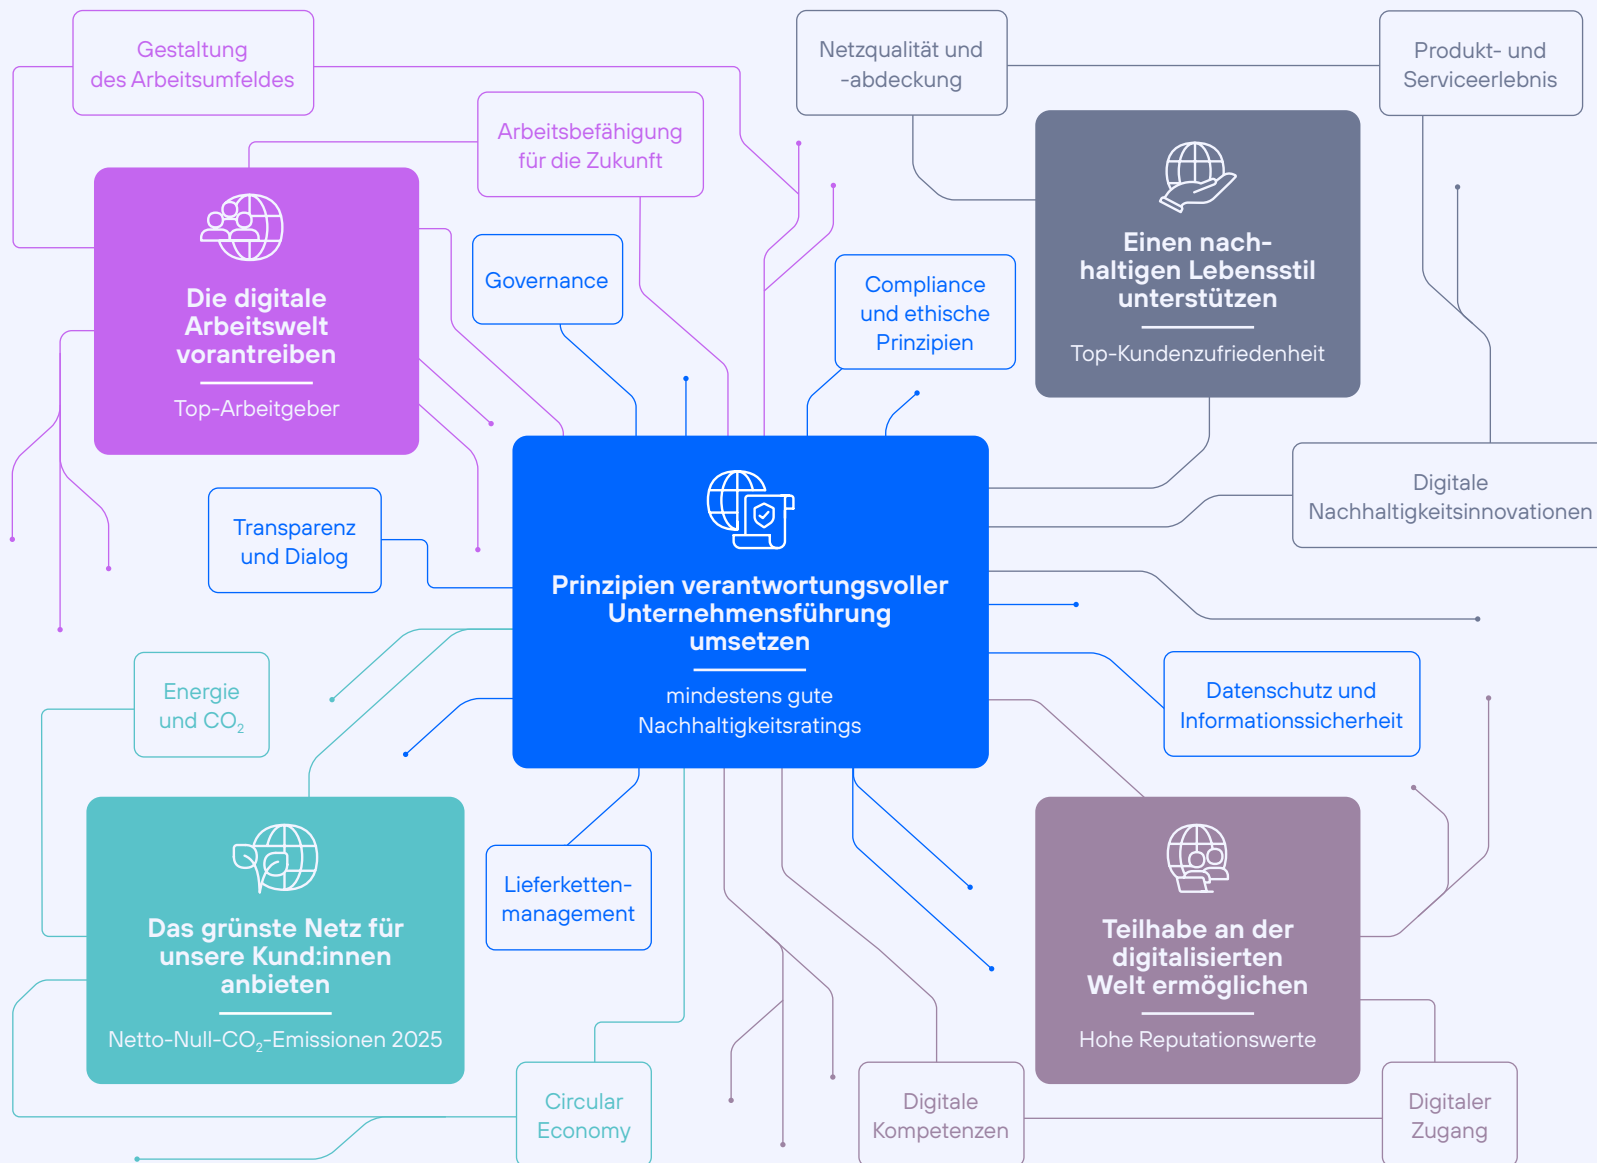 Gestaltung
des Arbeitsumfeldes
Netzqualität und
-abdeckung
Produkt- und
Serviceerlebnis
Arbeitsbefähigung
für die Zukunft
Die digitale
Arbeitswelt
vorantreiben
Top-Arbeitgeber
Governance
Compliance
und ethische
Prinzipien
Einen nach-
haltigen Lebensstil
unterstützen
Top-Kundenzufriedenheit
Transparenz
und Dialog
Digitale
Nachhaltigkeitsinnovationen
Prinzipien verantwortungsvoller
Unternehmensführung
umsetzen
mindestens gute
Nachhaltigkeitsratings
Energie
und CO₂
Datenschutz und
Informationssicherheit
Das grünste Netz für
unsere Kund:innen
anbieten
Netto-Null-CO₂-Emissionen 2025
Lieferketten-
management
Teilhabe an der
digitalisierten
Welt ermöglichen
Hohe Reputationswerte
Circular
Economy
Digitale
Kompetenzen
Digitaler
Zugang